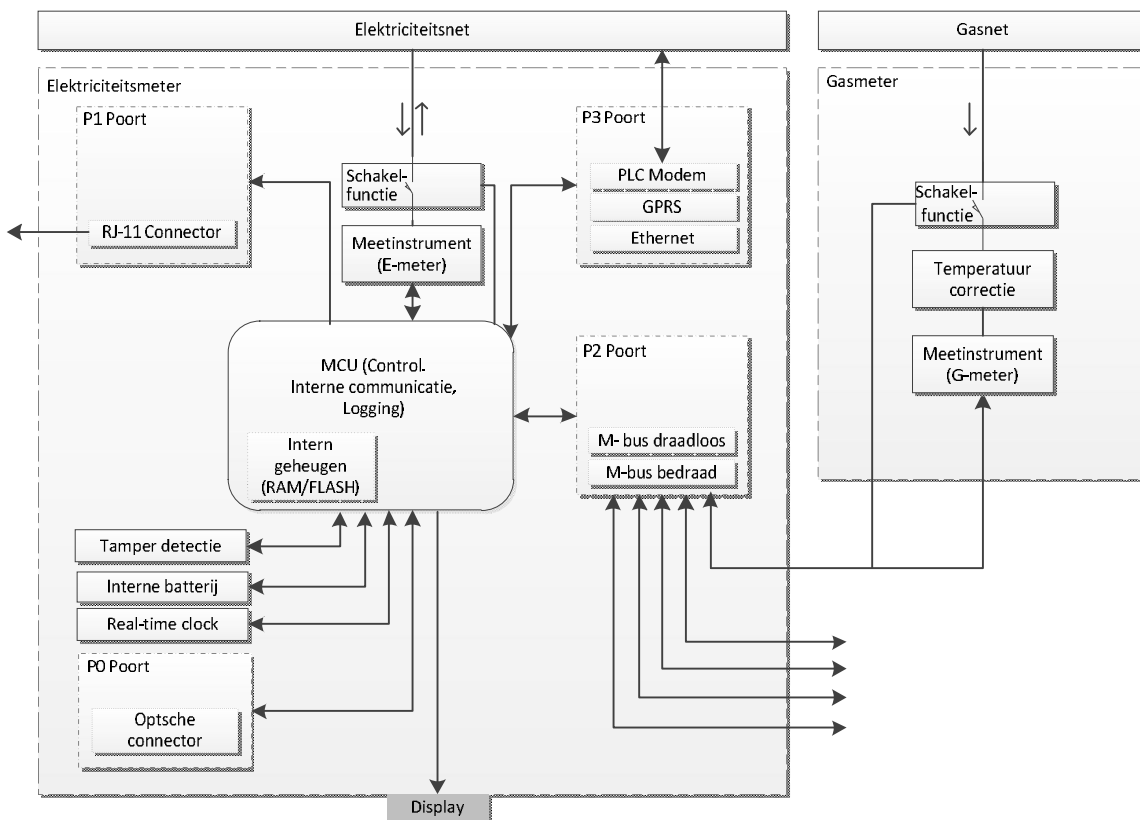 Elektriciteitsnet
Gasnet
Elektriciteitsmeter
Gasmeter
P1 Poort
RJ-11 Connector
Schakel-
functie
Meetinstrument
(E-meter)
P3 Poort
PLC Modem
GPRS
Ethernet
Schakel-
functie
Temperatuur
correctie
Meetinstrument
(G-meter)
MCU (Control.
Interne communicatie,
Logging)
Intern
geheugen
(RAM/FLASH)
P2 Poort
M- bus draadloos
M-bus bedraad
Tamper detectie
Interne batterij
Real-time clock
P0 Poort
Optsche
connector
Display